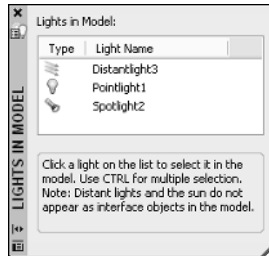 Lights in Model:
Type Light Name
Distantlight3
Pointlight1
Spotlight2
Click a light on the list to select it in the
model. Use CTRL for multiple selection.
Note: Distant lights and the sun do not
appear as interface objects in the model.
LIGHTS IN MODEL